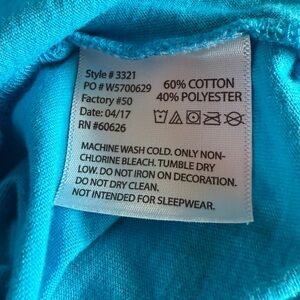 Style # 3321
PO # W5700629
Factory #50
Date: 04/17
RN #60626
60% COTTON
40% POLYESTER
MACHINE WASH COLD. ONLY NON-
CHLORINE BLEACH. TUMBLE DRY
LOW. DO NOT IRON ON DECORATION.
DO NOT DRY CLEAN.
NOT INTENDED FOR SLEEPWEAR.